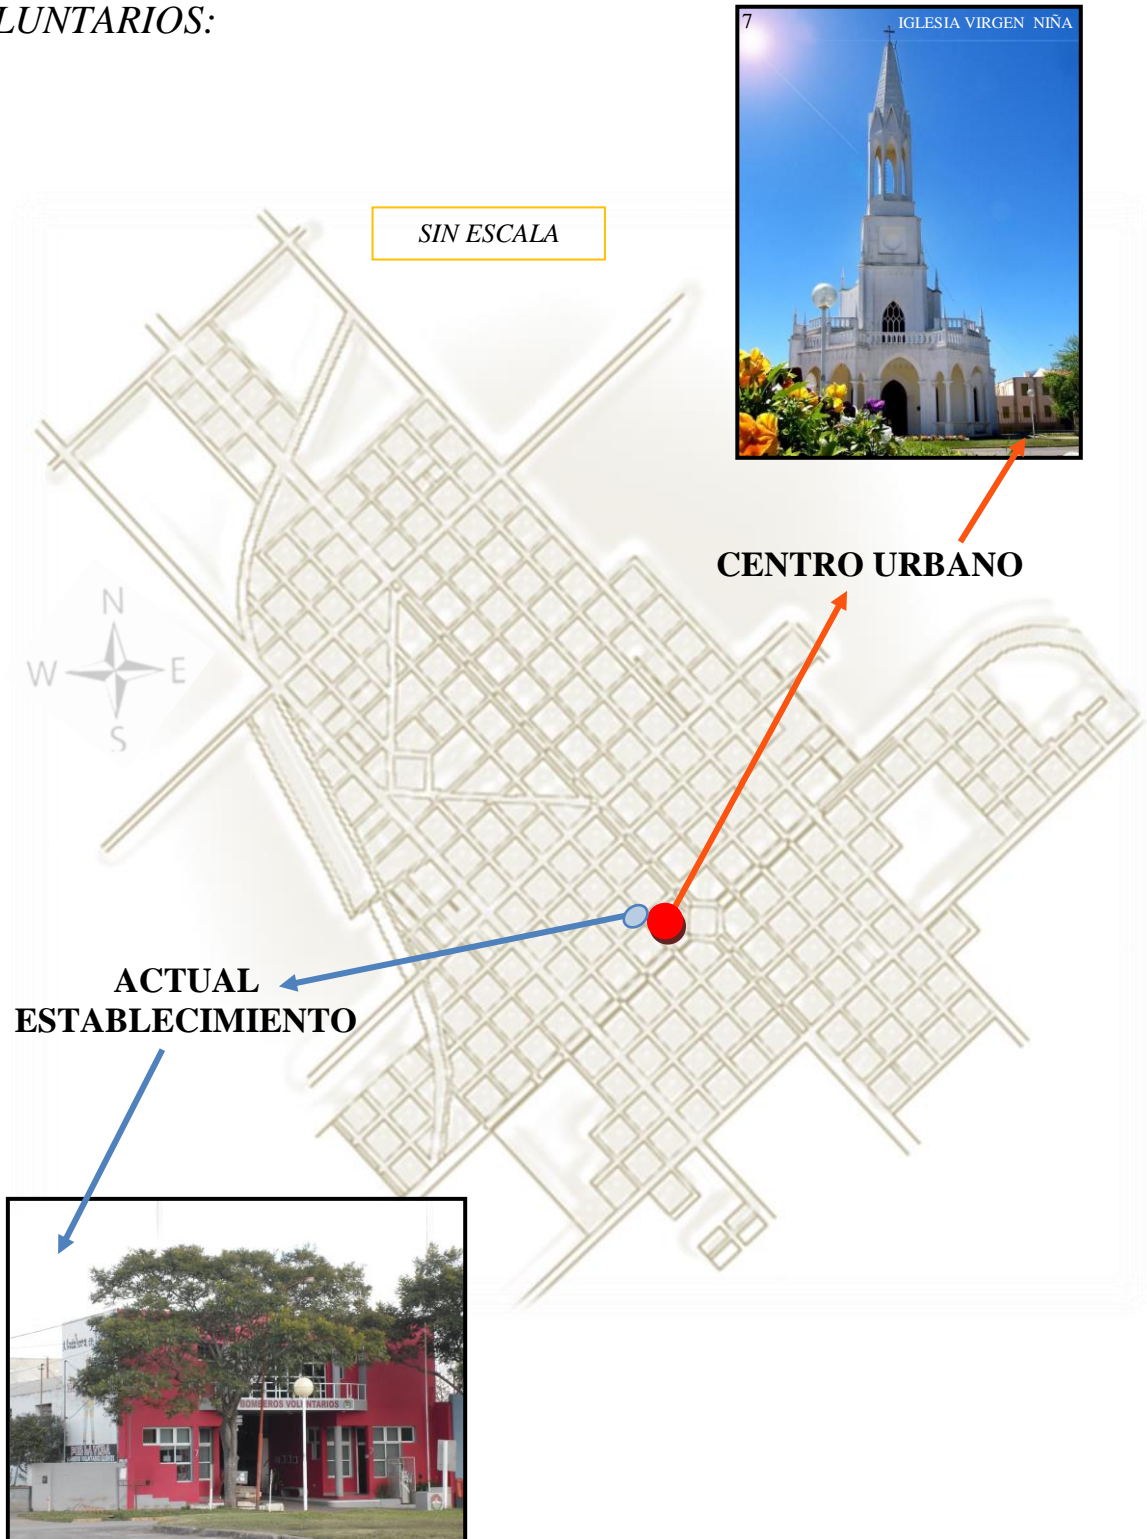 LUNTARIOS:
7 IGLESIA VIRGEN NIÑA
SIN ESCALA
CENTRO URBANO
N
W E
S
ACTUAL
ESTABLECIMIENTO
BOMBEROS VOLUNTARIOS